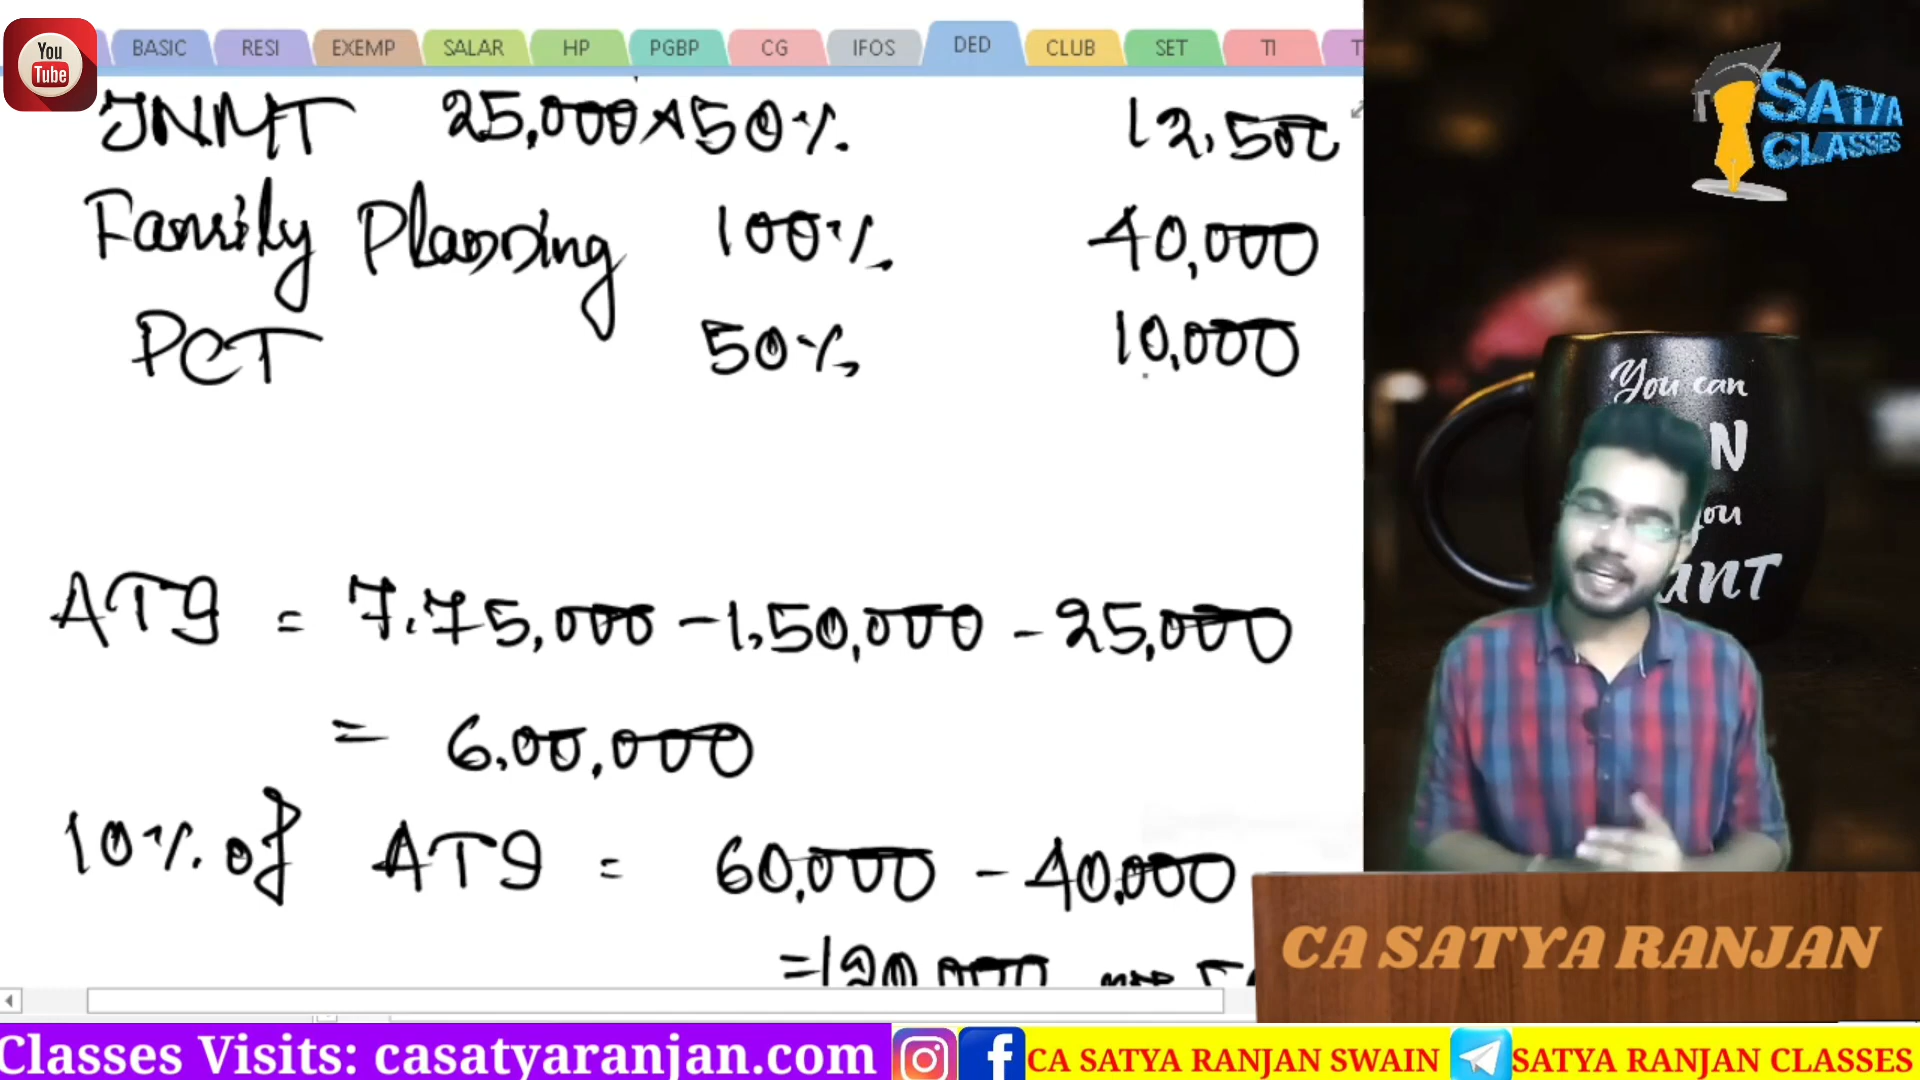 You
Tube
BASIC RESI EXEMP SALAR HP PGBP CG IFOS DED CLUB SET TI T
SATYA
CLASSES
JNMT 25,000 × 50% 12,500
Family Planning 100% 40,000
PCT 50% 10,000
You can
N
you
ANT
ATI = 7,75,000 - 1,50,000 - 25,000
= 6,00,000
10% of ATI = 60,000 - 40,000
CA SATYA RANJAN
Classes Visits: casatyaranjan.com CA SATYA RANJAN SWAIN SATYA RANJAN CLASSES